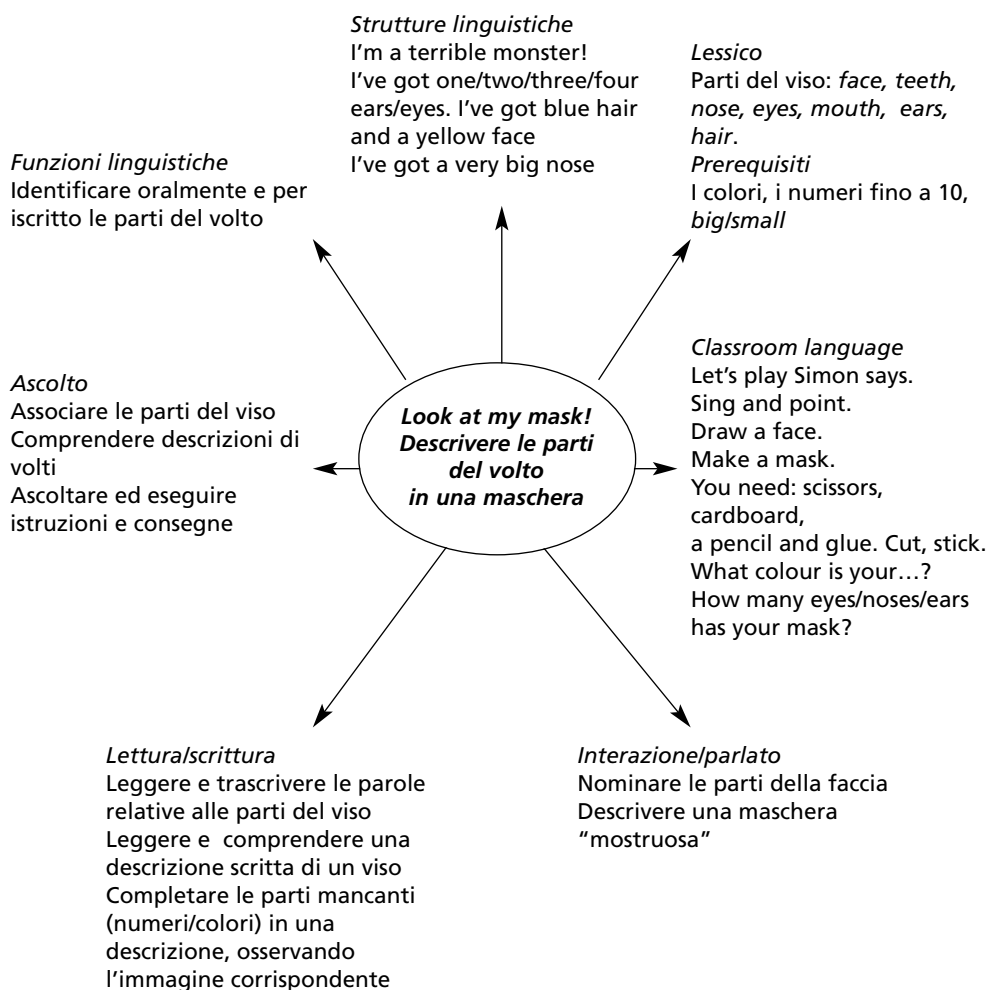 Strutture linguistiche
I'm a terrible monster!
I've got one/two/three/four
ears/eyes. I've got blue hair
and a yellow face
I've got a very big nose
Lessico
Parti del viso: face, teeth,
nose, eyes, mouth, ears,
hair.
Prerequisiti
I colori, i numeri fino a 10,
big/small
Funzioni linguistiche
Identificare oralmente e per
iscritto le parti del volto
Ascolto
Associare le parti del viso
Comprendere descrizioni di
volti
Ascoltare ed eseguire
istruzioni e consegne
Look at my mask!
Descrivere le parti
del volto
in una maschera
Classroom language
Let's play Simon says.
Sing and point.
Draw a face.
Make a mask.
You need: scissors,
cardboard,
a pencil and glue. Cut, stick.
What colour is your…?
How many eyes/noses/ears
has your mask?
Lettura/scrittura
Leggere e trascrivere le parole
relative alle parti del viso
Leggere e comprendere una
descrizione scritta di un viso
Completare le parti mancanti
(numeri/colori) in una
descrizione, osservando
l'immagine corrispondente
Interazione/parlato
Nominare le parti della faccia
Descrivere una maschera
"mostruosa"